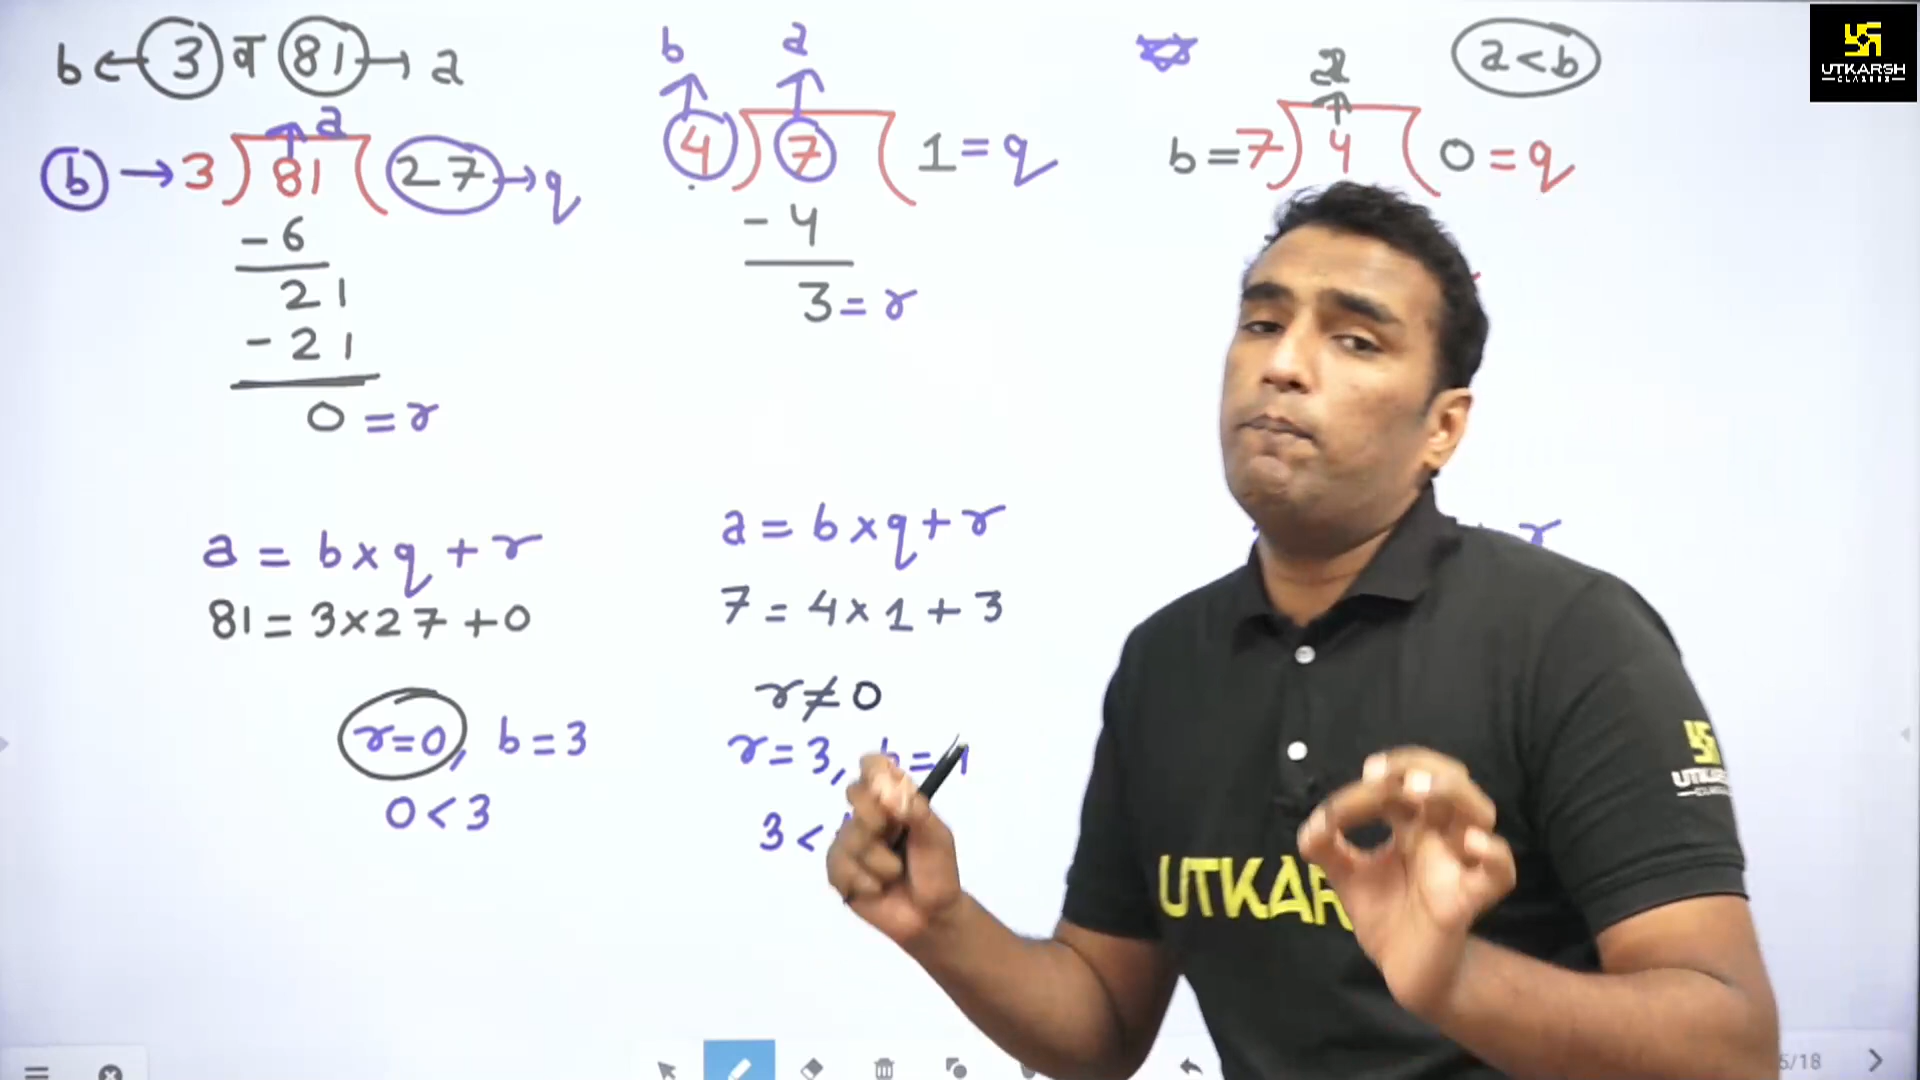 b ← 3 व 81 → a
a
b → 3 ) 81 ( 27 → q
- 6
21
- 21
0 = r
a = b × q + r
81 = 3 × 27 + 0
r = 0, b = 3
0 < 3
b a
4 ) 7 ( 1 = q
- 4
3 = r
a = b × q + r
7 = 4 × 1 + 3
r ≠ 0
r = 3, b =
3 <
a < b
a
b = 7 ) 4 ( 0 = q
r
UTKARSH
CLASSES
UTKAR
5/18